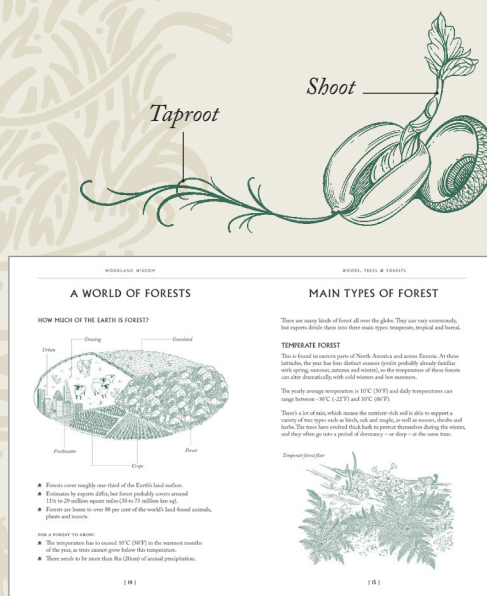 Shoot
Taproot
WOODLAND WISDOM
A WORLD OF FORESTS
HOW MUCH OF THE EARTH IS FOREST?
Grazing
Grassland
Urban
Freshwater
Forest
Crops
Forests cover roughly one-third of the Earth's land surface.
Estimates by experts differ, but forest probably covers around
11½ to 29 million square miles (30 to 75 million km sq).
Forests are home to over 80 per cent of the world's land-based animals,
plants and insects.
FOR A FOREST TO GROW:
The temperature has to exceed 10°C (50°F) in the warmest months
of the year, as trees cannot grow below this temperature.
There needs to be more than 8in (20cm) of annual precipitation.
[ 14 ]
WOODS, TREES & FORESTS
MAIN TYPES OF FOREST
There are many kinds of forest all over the globe. They can vary enormously,
but experts divide them into three main types: temperate, tropical and boreal.
TEMPERATE FOREST
This is found in eastern parts of North America and across Eurasia. At these
latitudes, the year has four distinct seasons (you're probably already familiar
with spring, summer, autumn and winter), so the temperature of these forests
can alter dramatically, with cold winters and hot summers.
The yearly average temperature is 10°C (50°F) and daily temperatures can
range between -30°C (-22°F) and 30°C (86°F).
There's a lot of rain, which means the nutrient-rich soil is able to support a
variety of tree types such as birch, oak and maple, as well as mosses, shrubs and
herbs. The trees have evolved thick bark to protect themselves during the winter,
and they often go into a period of dormancy – or sleep – at the same time.
Temperate forest floor
[ 15 ]